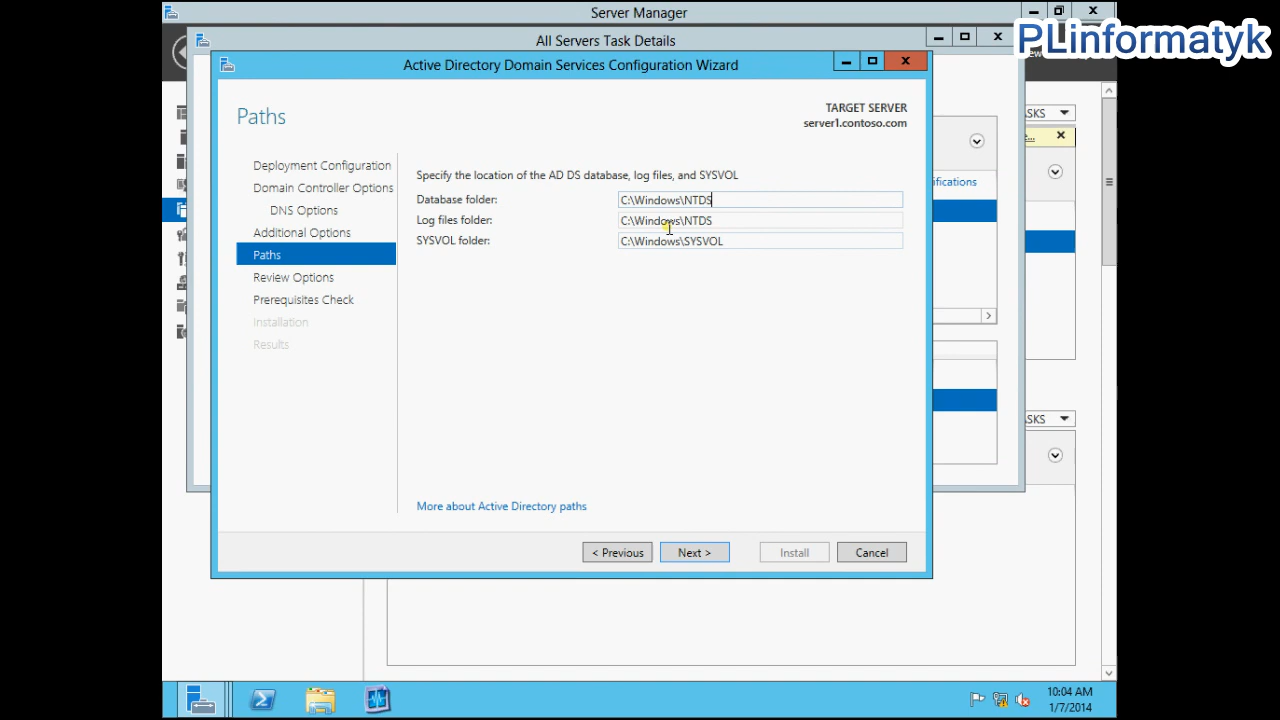 Server Manager
PLinformatyk
All Servers Task Details
Active Directory Domain Services Configuration Wizard
Paths
TARGET SERVER
server1.contoso.com
Deployment Configuration
Domain Controller Options
DNS Options
Additional Options
Paths
Review Options
Prerequisites Check
Installation
Results
Specify the location of the AD DS database, log files, and SYSVOL
Database folder:
C:\Windows\NTDS
Log files folder:
C:\Windows\NTDS
SYSVOL folder:
C:\Windows\SYSVOL
More about Active Directory paths
< Previous
Next >
Install
Cancel
10:04 AM
1/7/2014